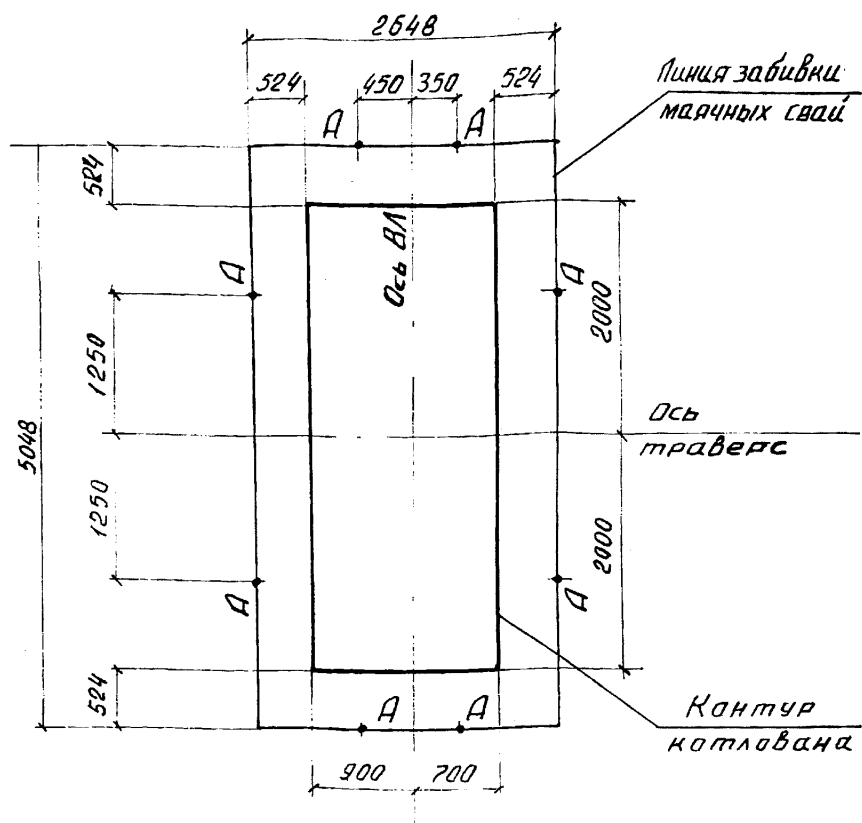 2648
524
450
350
524
Линия забивки
маячных свай
А
А
524
Ось ВЛ
А
А
2000
1250
Ось
траверс
5048
1250
2000
А
А
524
А
А
Контур
котлована
900
700